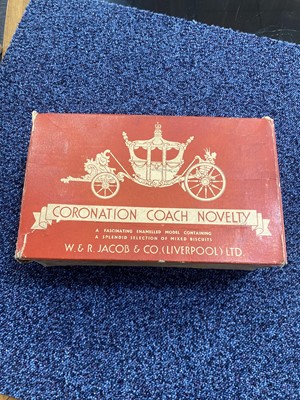 CORONATION COACH NOVELTY
A FASCINATING ENAMELLED MODEL CONTAINING
A SPLENDID SELECTION OF MIXED BISCUITS
W. & R. JACOB & CO. (LIVERPOOL) LTD.